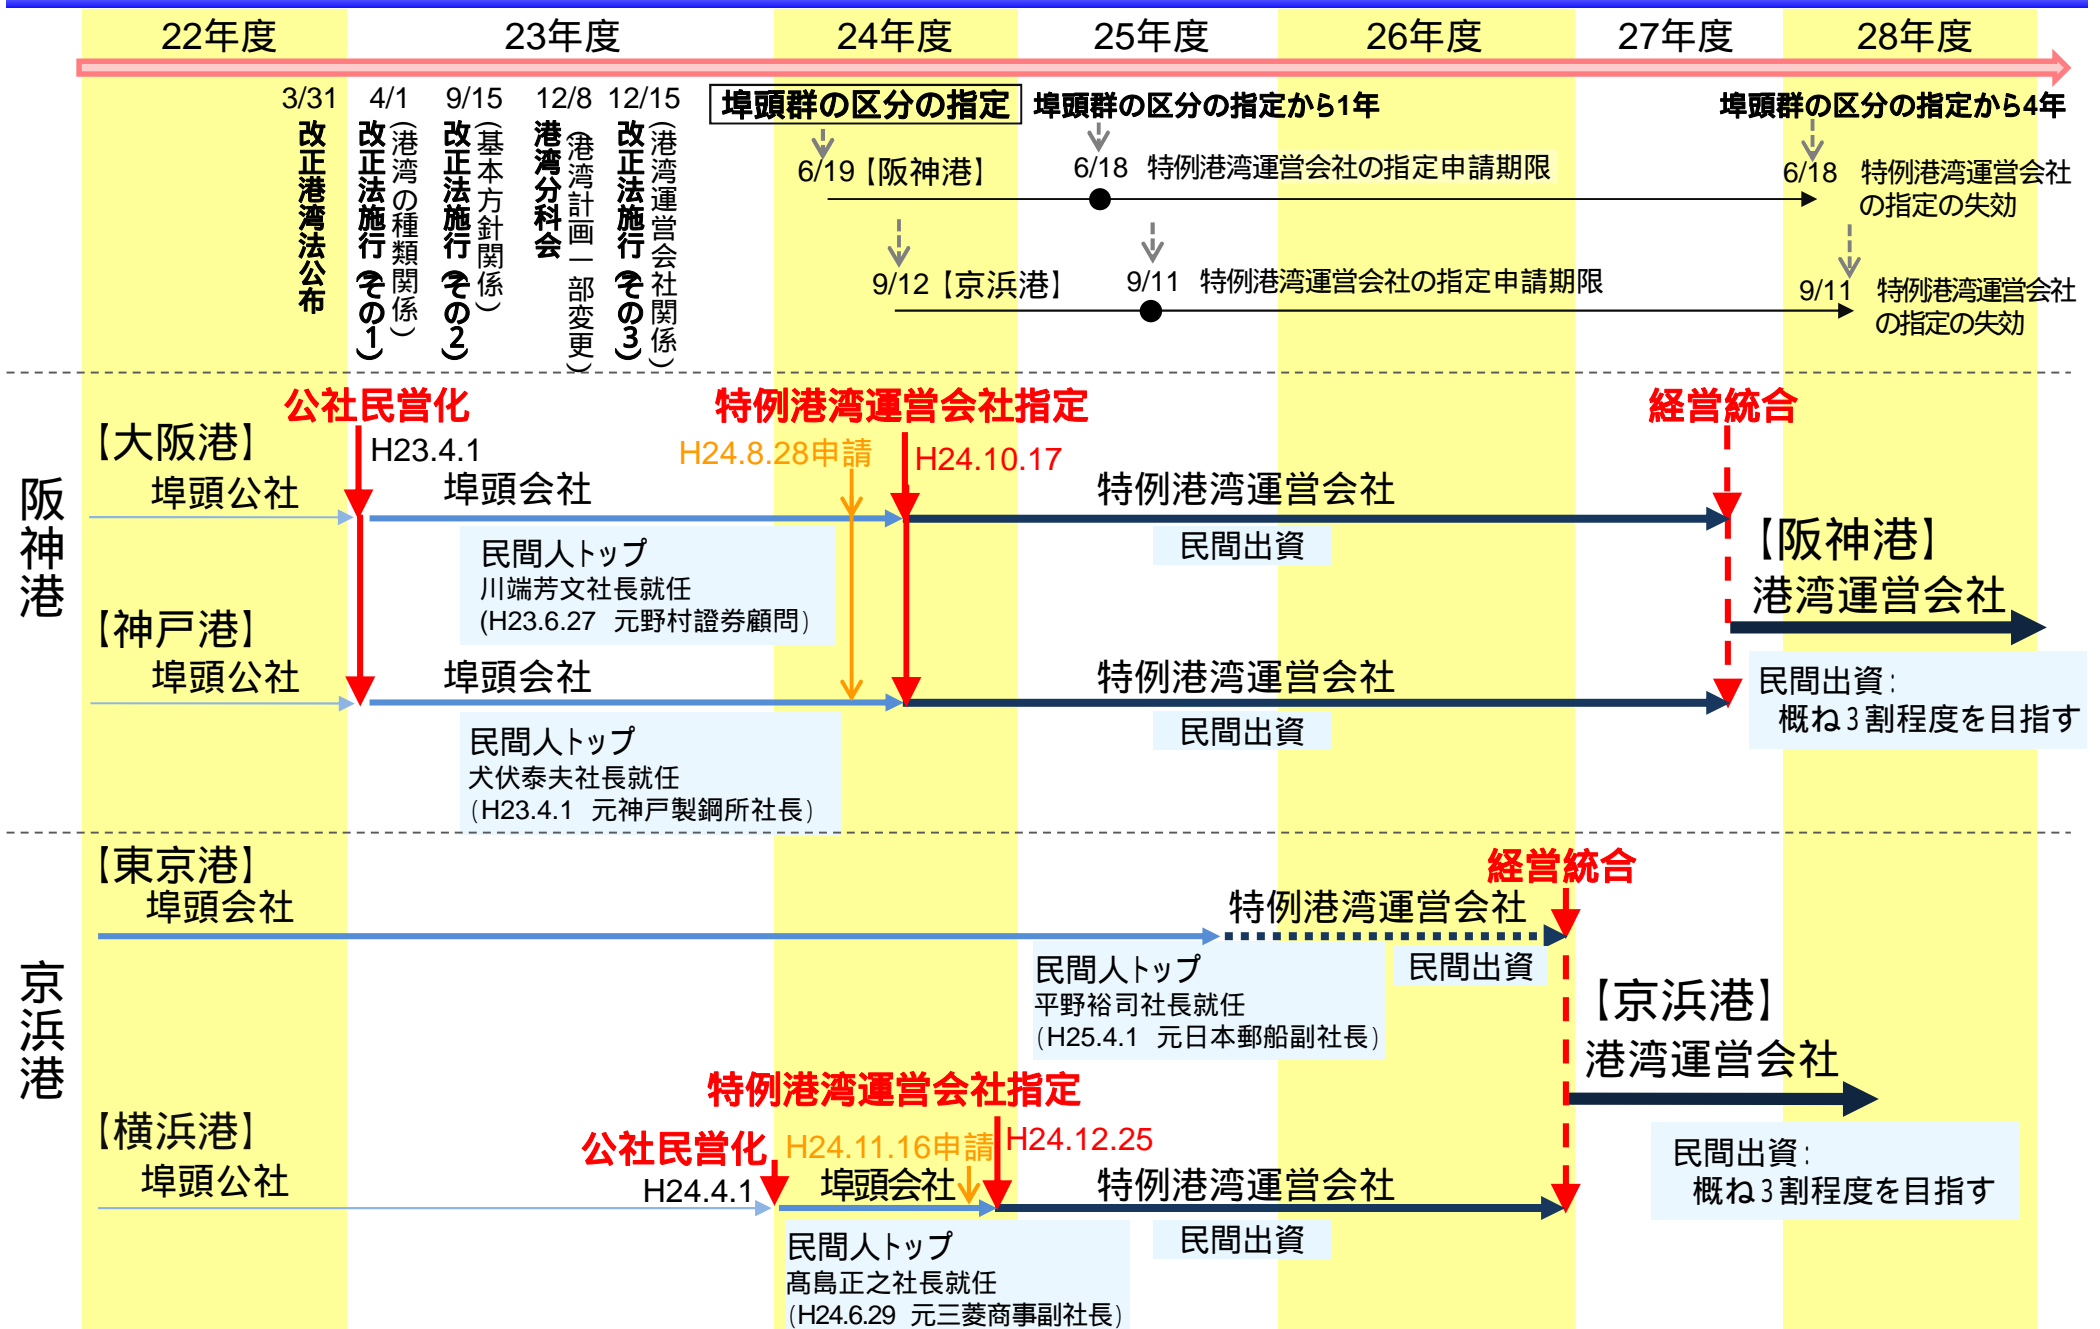 22年度
23年度
24年度
25年度
26年度
27年度
28年度
3/31
改正港湾法公布
4/1
改正法施行(その1)
(港湾の種類関係)
9/15
改正法施行(その2)
(基本方針関係)
12/8
港湾分科会
(港湾計画一部変更)
12/15
改正法施行(その3)
(港湾運営会社関係)
埠頭群の区分の指定
埠頭群の区分の指定から1年
埠頭群の区分の指定から4年
6/19【阪神港】
6/18 特例港湾運営会社の指定申請期限
6/18 特例港湾運営会社
の指定の失効
9/12【京浜港】
9/11 特例港湾運営会社の指定申請期限
9/11 特例港湾運営会社
の指定の失効
阪神港
公社民営化
特例港湾運営会社指定
経営統合
【大阪港】
H23.4.1
H24.8.28申請
H24.10.17
埠頭公社
埠頭会社
特例港湾運営会社
民間人トップ
川端芳文社長就任
(H23.6.27 元野村證券顧問)
民間出資
【阪神港】
港湾運営会社
【神戸港】
埠頭公社
埠頭会社
特例港湾運営会社
民間出資:
概ね3割程度を目指す
民間人トップ
犬伏泰夫社長就任
(H23.4.1 元神戸製鋼所社長)
民間出資
京浜港
【東京港】
経営統合
埠頭会社
特例港湾運営会社
民間人トップ
平野裕司社長就任
(H25.4.1 元日本郵船副社長)
民間出資
【京浜港】
港湾運営会社
特例港湾運営会社指定
【横浜港】
公社民営化
H24.11.16申請
H24.12.25
埠頭公社
H24.4.1
埠頭会社
特例港湾運営会社
民間出資:
概ね3割程度を目指す
民間人トップ
髙島正之社長就任
(H24.6.29 元三菱商事副社長)
民間出資